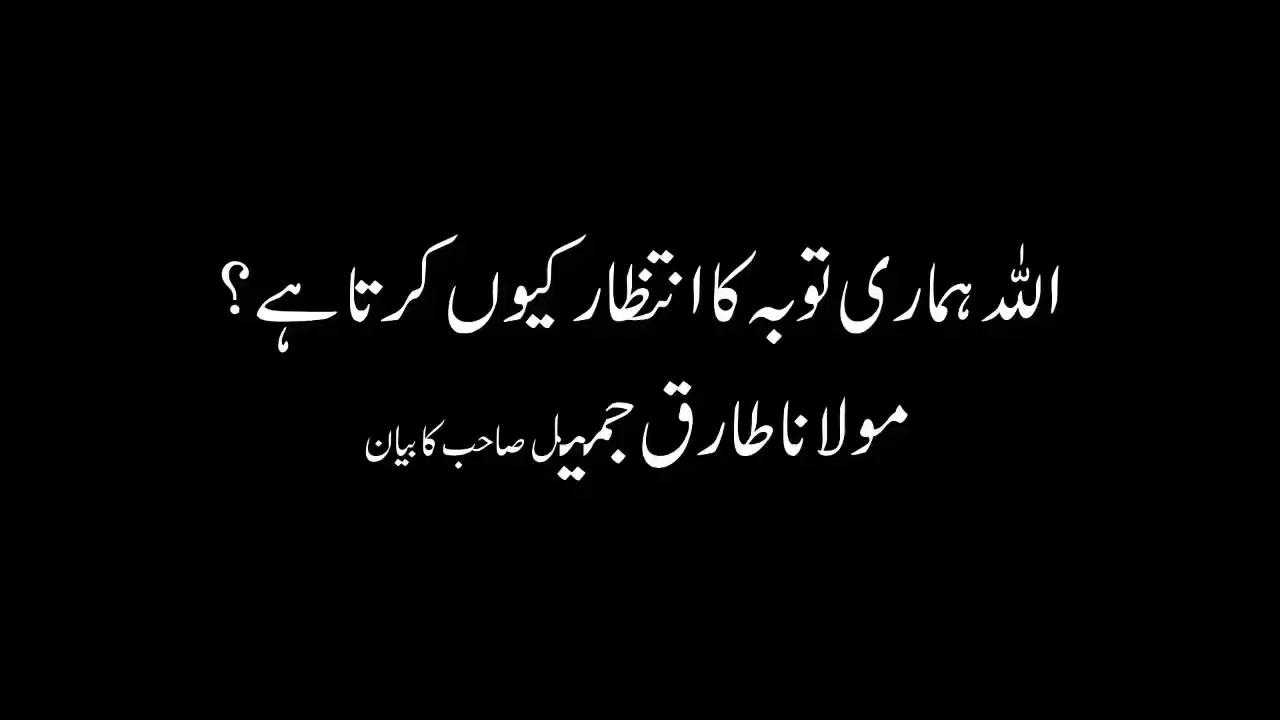 اللہ ہماری توبہ کا انتظار کیوں کرتا ہے؟
مولانا طارق جمیل صاحب کا بیان